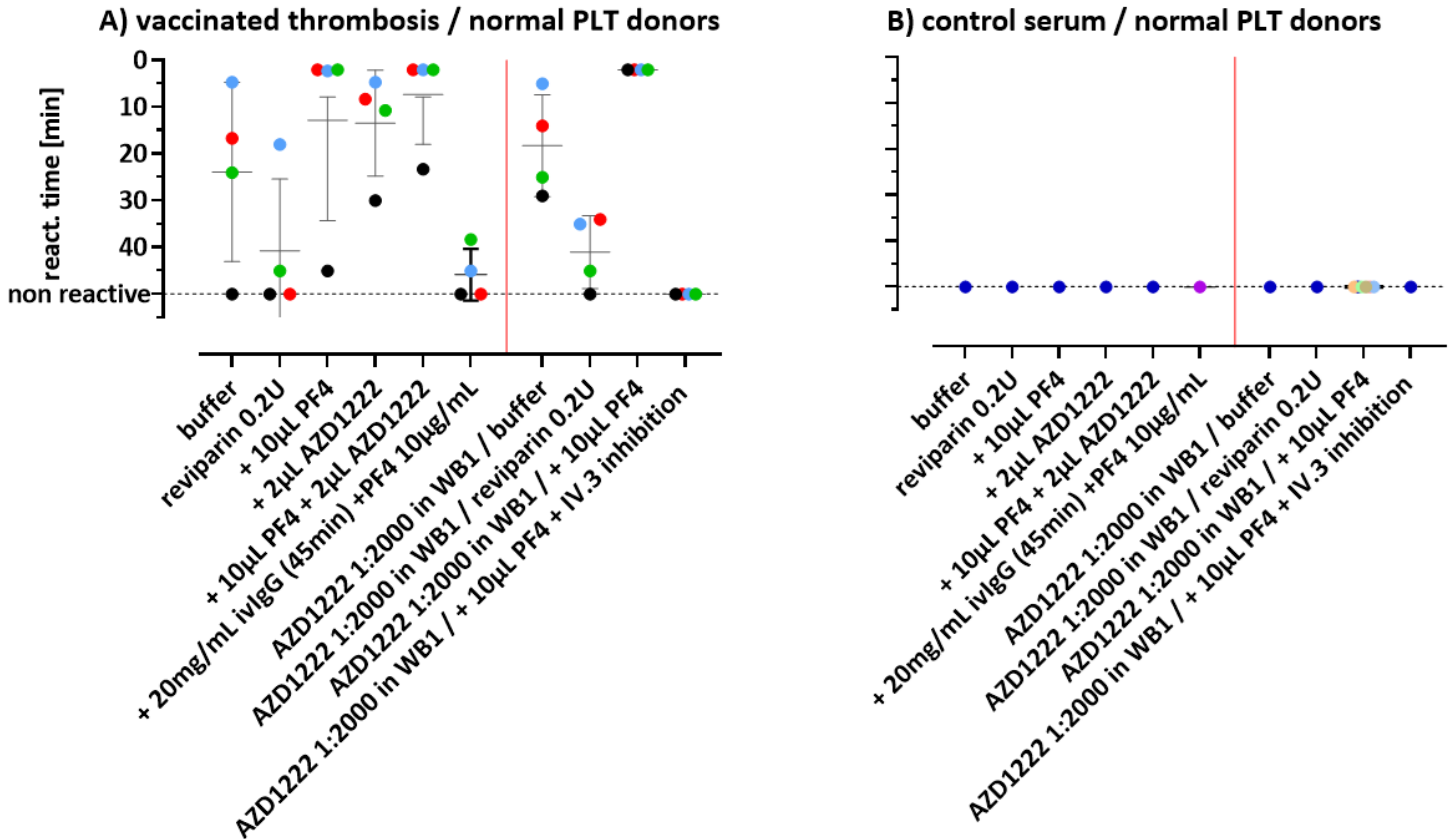 A) vaccinated thrombosis / normal PLT donors
react. time [min]
0
10
20
30
40
non reactive
buffer
reviparin 0.2U
+ 10µL PF4
+ 2µL AZD1222
+ 10µL PF4 + 2µL AZD1222
+ 20mg/mL ivIgG (45min) +PF4 10µg/mL
AZD1222 1:2000 in WB1 / buffer
AZD1222 1:2000 in WB1 / reviparin 0.2U
AZD1222 1:2000 in WB1 / + 10µL PF4
AZD1222 1:2000 in WB1 / + 10µL PF4 + IV.3 inhibition
B) control serum / normal PLT donors
buffer
reviparin 0.2U
+ 10µL PF4
+ 2µL AZD1222
+ 10µL PF4 + 2µL AZD1222
+ 20mg/mL ivIgG (45min) +PF4 10µg/mL
AZD1222 1:2000 in WB1 / buffer
AZD1222 1:2000 in WB1 / reviparin 0.2U
AZD1222 1:2000 in WB1 / + 10µL PF4
AZD1222 1:2000 in WB1 / + 10µL PF4 + IV.3 inhibition